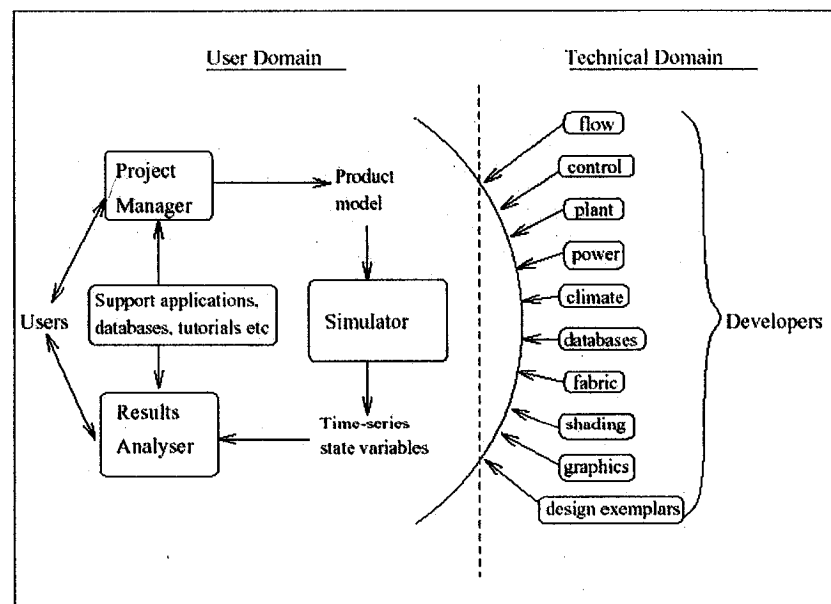 User Domain
Technical Domain
Project
Manager
Product
model
Users
Support applications,
databases, tutorials etc
Simulator
Results
Analyser
Time-series
state variables
flow
control
plant
power
climate
databases
fabric
shading
graphics
design exemplars
Developers